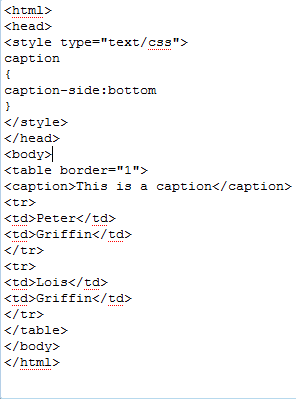 <html>
<head>
<style type="text/css">
caption
{
caption-side:bottom
}
</style>
</head>
<body>
<table border="1">
<caption>This is a caption</caption>
<tr>
<td>Peter</td>
<td>Griffin</td>
</tr>
<tr>
<td>Lois</td>
<td>Griffin</td>
</tr>
</table>
</body>
</html>